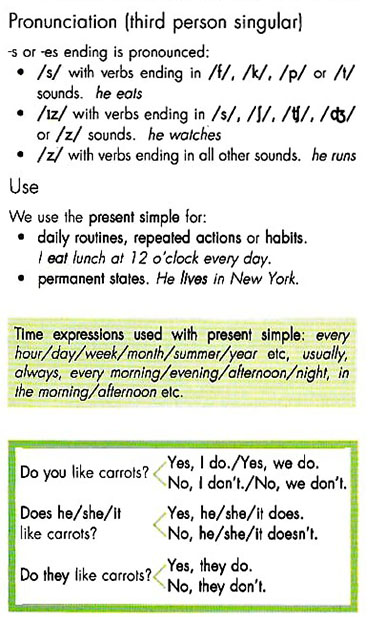 Pronunciation (third person singular)
-s or -es ending is pronounced:
• /s/ with verbs ending in /f/, /k/, /p/ or /t/
sounds. he eats
• /ɪz/ with verbs ending in /s/, /ʃ/, /tʃ/, /dʒ/
or /z/ sounds. he watches
• /z/ with verbs ending in all other sounds. he runs
Use
We use the present simple for:
• daily routines, repeated actions or habits.
I eat lunch at 12 o'clock every day.
• permanent states. He lives in New York.
Time expressions used with present simple: every
hour/day/week/month/summer/year etc, usually,
always, every morning/evening/afternoon/night, in
the morning/afternoon etc.
Do you like carrots?
Yes, I do./Yes, we do.
No, I don't./No, we don't.
Does he/she/it
like carrots?
Yes, he/she/it does.
No, he/she/it doesn't.
Do they like carrots?
Yes, they do.
No, they don't.